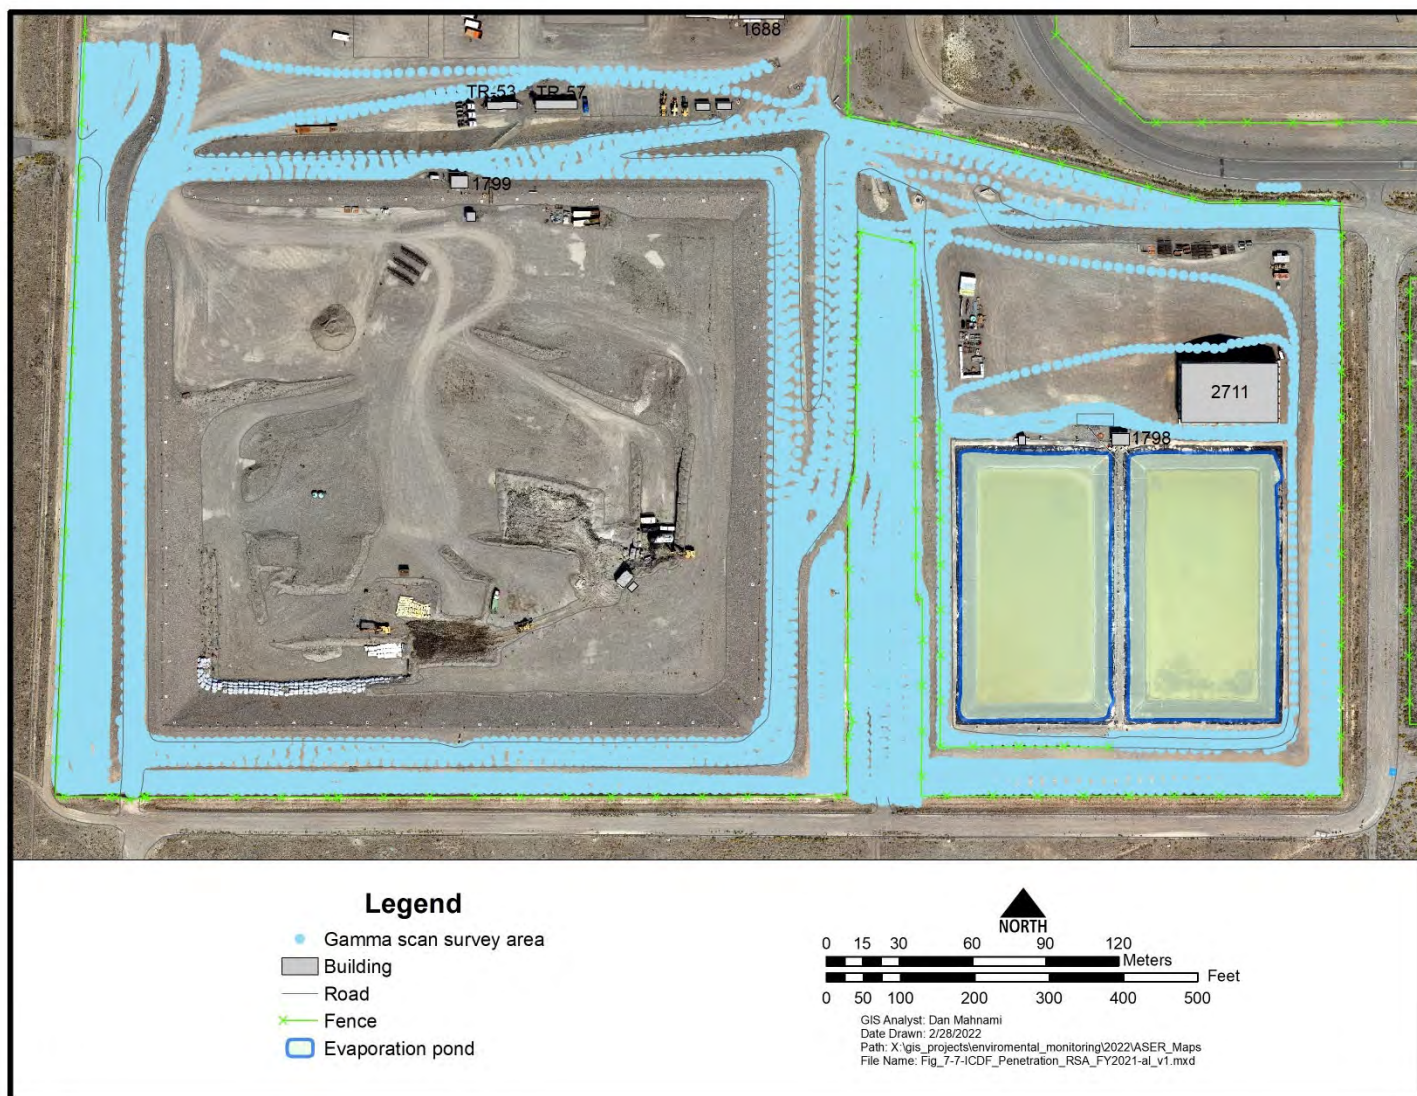 1688
TR-53 TR-57
1799
2711
1798
Legend
Gamma scan survey area
Building
Road
Fence
Evaporation pond
NORTH
0 15 30 60 90 120
Meters
Feet
0 50 100 200 300 400 500
GIS Analyst: Dan Mahnami
Date Drawn: 2/28/2022
Path: X:\gis_projects\enviromental_monitoring\2022\ASER_Maps
File Name: Fig_7-7-ICDF_Penetration_RSA_FY2021-al_v1.mxd